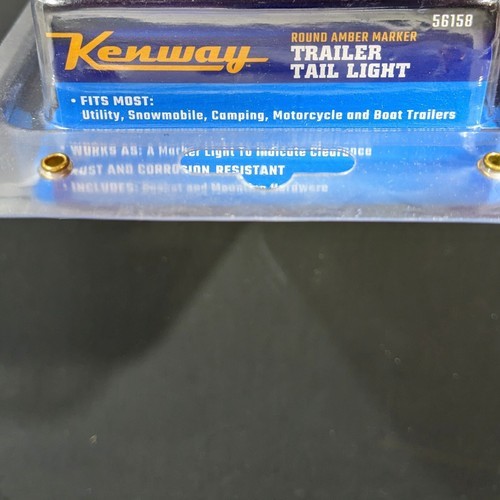 56158
Kenway
ROUND AMBER MARKER
TRAILER
TAIL LIGHT
• FITS MOST:
Utility, Snowmobile, Camping, Motorcycle and Boat Trailers
WORKS AS: A Marker Light To Indicate Clearance
RUST AND CORROSION RESISTANT
• INCLUDES: and Mounting Hardware